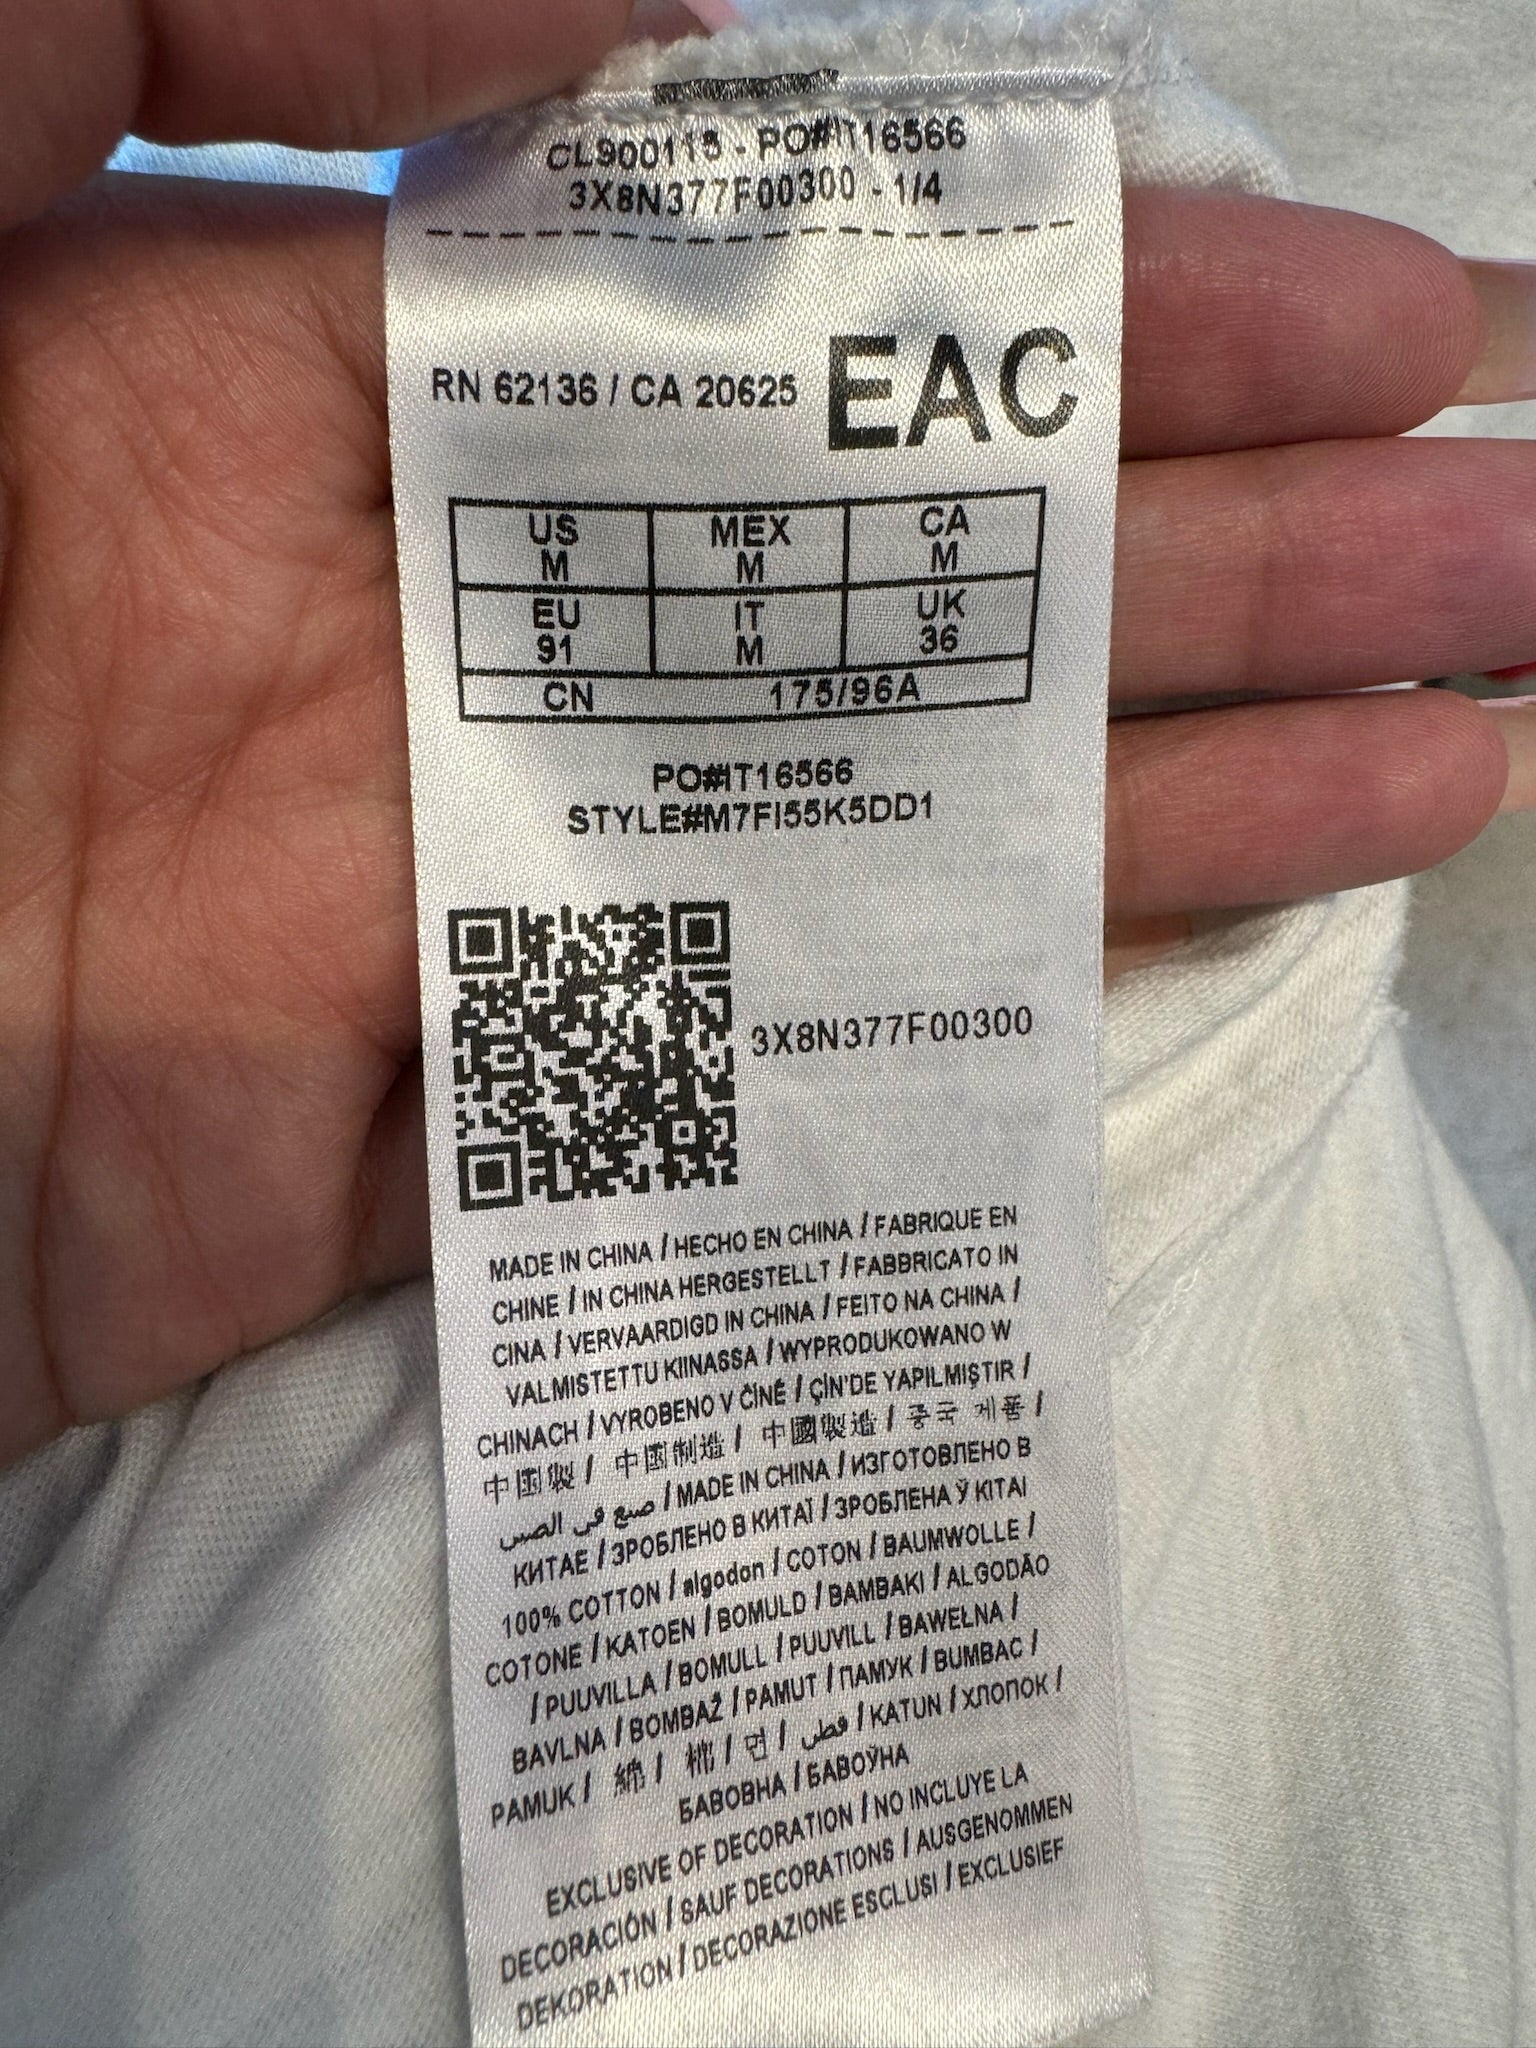 CL900115 - PO#IT16566
3X8N377F00300 - 1/4
RN 62136 / CA 20625 EAC
US MEX CA
M M M
EU IT UK
91 M 36
CN 175/96A
PO#IT16566
STYLE#M7FI55K5DD1
3X8N377F00300
MADE IN CHINA / HECHO EN CHINA / FABRIQUE EN
CHINE / IN CHINA HERGESTELLT / FABBRICATO IN
CINA / VERVAARDIGD IN CHINA / FEITO NA CHINA /
VALMISTETTU KIINASSA / WYPRODUKOWANO W
CHINACH / VYROBENO V ČÍNĚ / ÇİN'DE YAPILMIŞTIR /
中国製 / 中国制造 / 中國製造 / 중국 제품 /
صنع في الصين / MADE IN CHINA / ИЗГОТОВЛЕНО В
КИТАЕ / ЗРОБЛЕНО В КИТАЇ / ЗРОБЛЕНА Ў КІТАІ
100% COTTON / algodon / COTON / BAUMWOLLE /
COTONE / KATOEN / BOMULD / BAMBAKI / ALGODÃO
/ PUUVILLA / BOMULL / PUUVILL / BAWEŁNA /
BAVLNA / BOMBAŽ / PAMUT / ПАМУК / BUMBAC /
PAMUK / 綿 / 棉 / 면 / قطن / KATUN / ХЛОПОК /
БАВОВНА / БАВОЎНА
EXCLUSIVE OF DECORATION / NO INCLUYE LA
DECORACIÓN / SAUF DECORATIONS / AUSGENOMMEN
DEKORATION / DECORAZIONE ESCLUSI / EXCLUSIEF